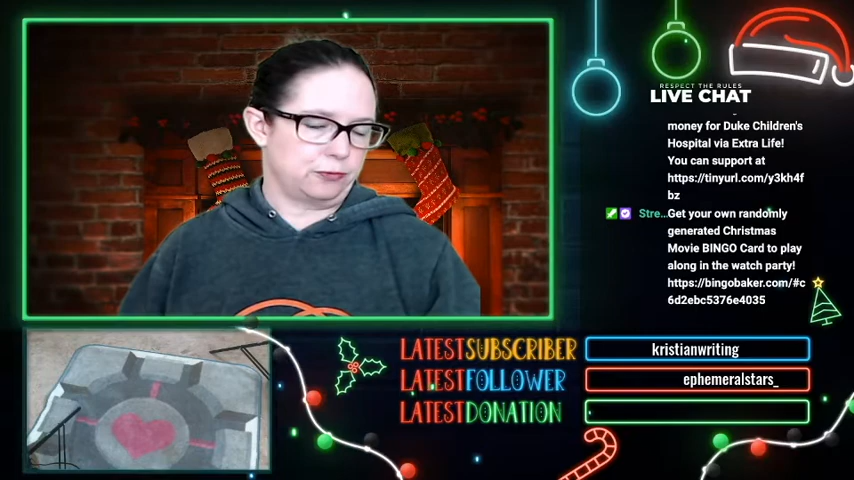 RESPECT THE RULES
LIVE CHAT
money for Duke Children's
Hospital via Extra Life!
You can support at
https://tinyurl.com/y3kh4f
bz
Stre...Get your own randomly
generated Christmas
Movie BINGO Card to play
along in the watch party!
https://bingobaker.com/#c
6d2ebc5376e4035
LATESTSUBSCRIBER kristianwriting
LATESTFOLLOWER ephemeralstars_
LATESTDONATION